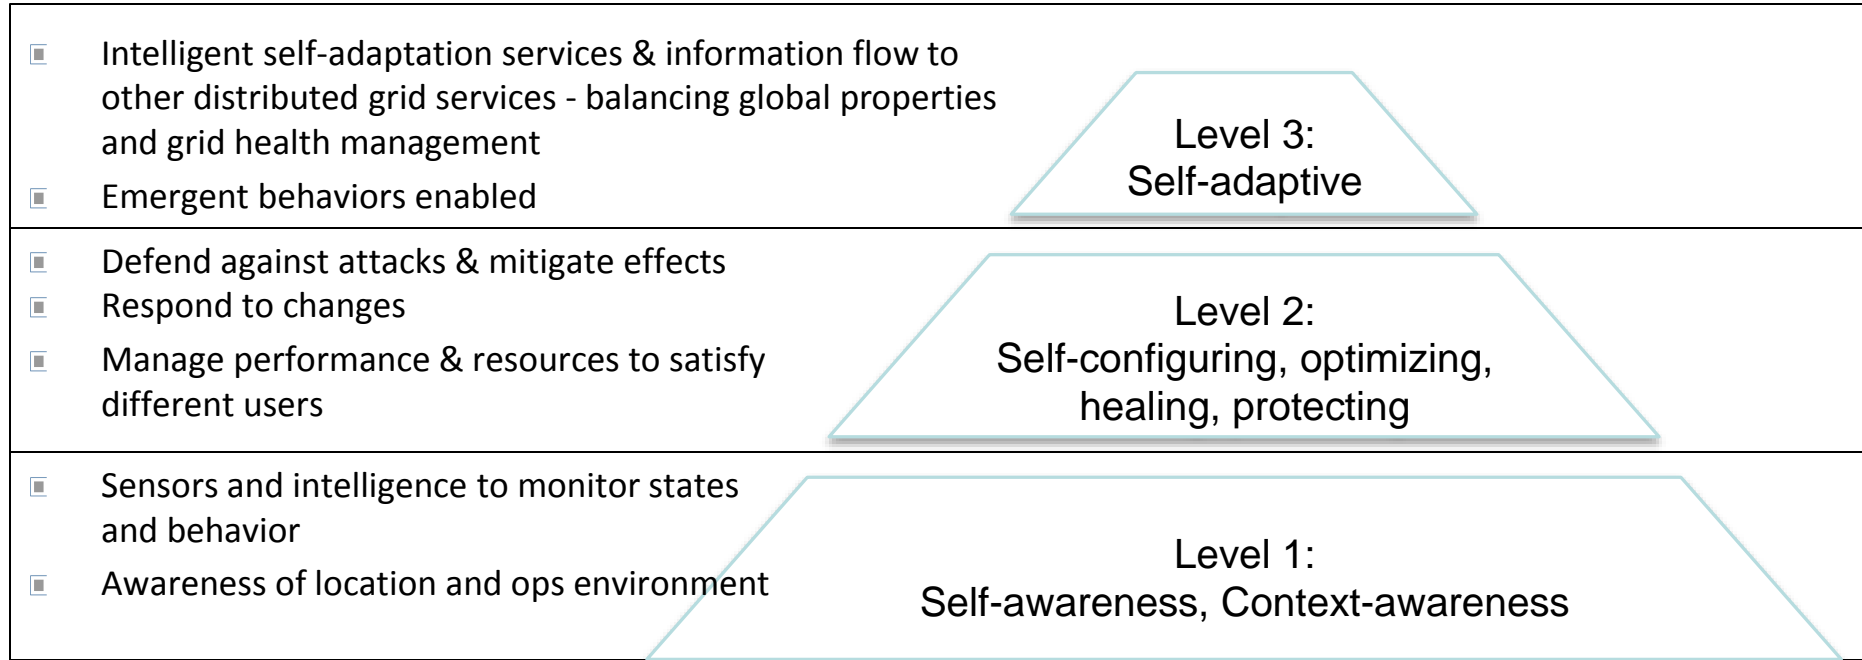 Intelligent self-adaptation services & information flow to
other distributed grid services - balancing global properties
and grid health management
Emergent behaviors enabled
Level 3:
Self-adaptive
Defend against attacks & mitigate effects
Respond to changes
Manage performance & resources to satisfy
different users
Level 2:
Self-configuring, optimizing,
healing, protecting
Sensors and intelligence to monitor states
and behavior
Awareness of location and ops environment
Level 1:
Self-awareness, Context-awareness